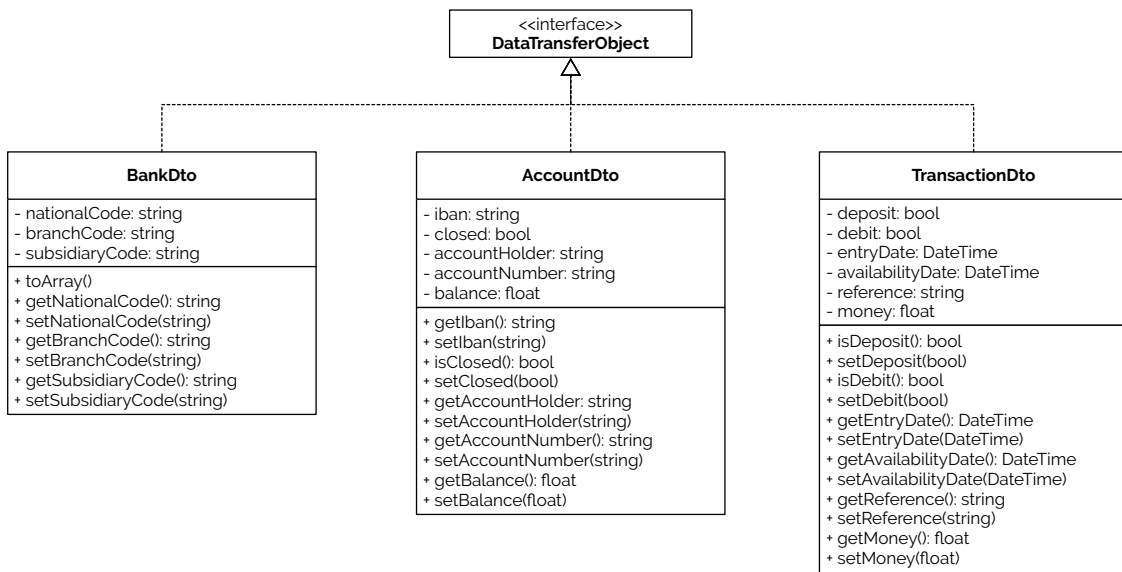 <<interface>>
DataTransferObject
BankDto
- nationalCode: string
- branchCode: string
- subsidiaryCode: string
+ toArray()
+ getNationalCode(): string
+ setNationalCode(string)
+ getBranchCode(): string
+ setBranchCode(string)
+ getSubsidiaryCode(): string
+ setSubsidiaryCode(string)
AccountDto
- iban: string
- closed: bool
- accountHolder: string
- accountNumber: string
- balance: float
+ getIban(): string
+ setIban(string)
+ isClosed(): bool
+ setClosed(bool)
+ getAccountHolder: string
+ setAccountHolder(string)
+ getAccountNumber(): string
+ setAccountNumber(string)
+ getBalance(): float
+ setBalance(float)
TransactionDto
- deposit: bool
- debit: bool
- entryDate: DateTime
- availabilityDate: DateTime
- reference: string
- money: float
+ isDeposit(): bool
+ setDeposit(bool)
+ isDebit(): bool
+ setDebit(bool)
+ getEntryDate(): DateTime
+ setEntryDate(DateTime)
+ getAvailabilityDate(): DateTime
+ setAvailabilityDate(DateTime)
+ getReference(): string
+ setReference(string)
+ getMoney(): float
+ setMoney(float)